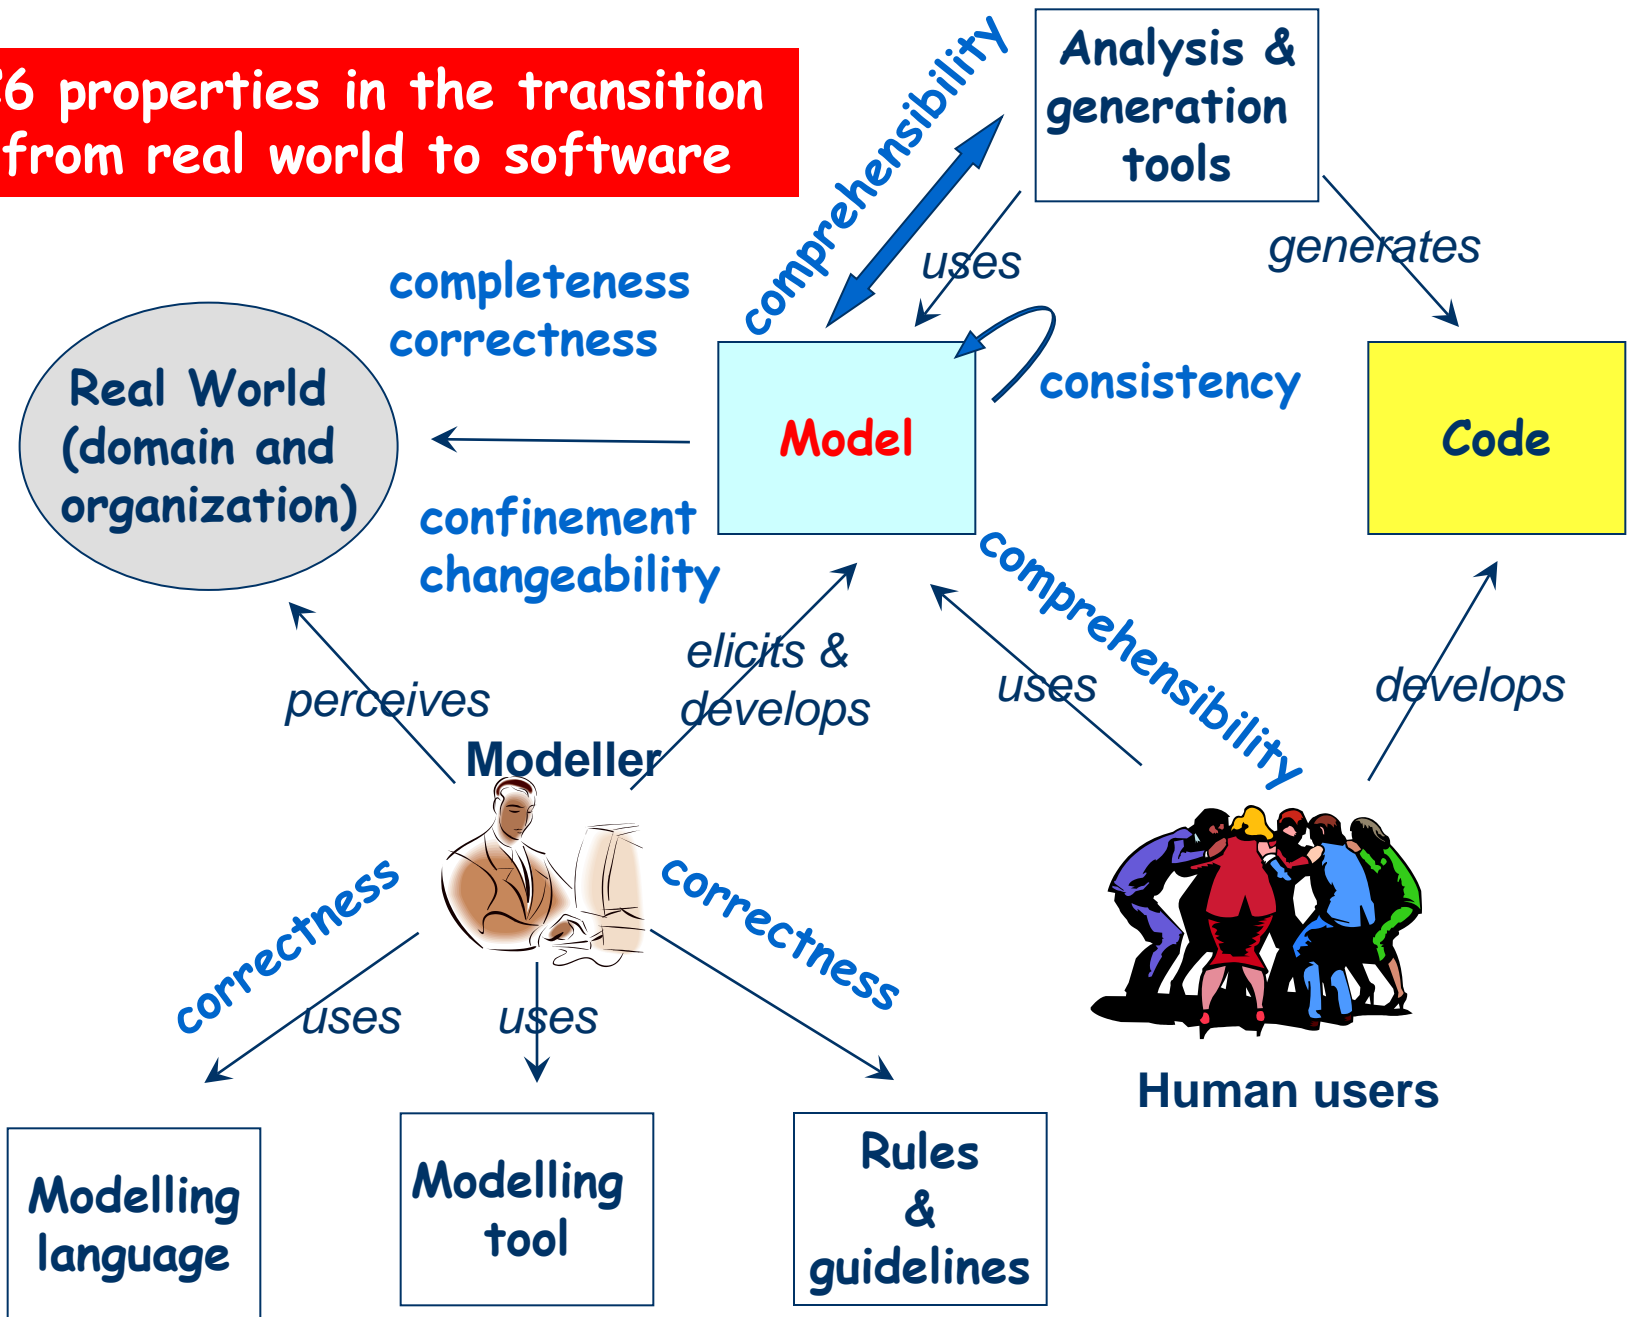 C6 properties in the transition
from real world to software
comprehensibility
Analysis &
generation
tools
uses
generates
completeness
correctness
Real World
(domain and
organization)
Model
consistency
Code
confinement
changeability
comprehensibility
perceives
elicits &
develops
uses
develops
Modeller
correctness
correctness
uses
uses
Human users
Modelling
language
Modelling
tool
Rules
&
guidelines